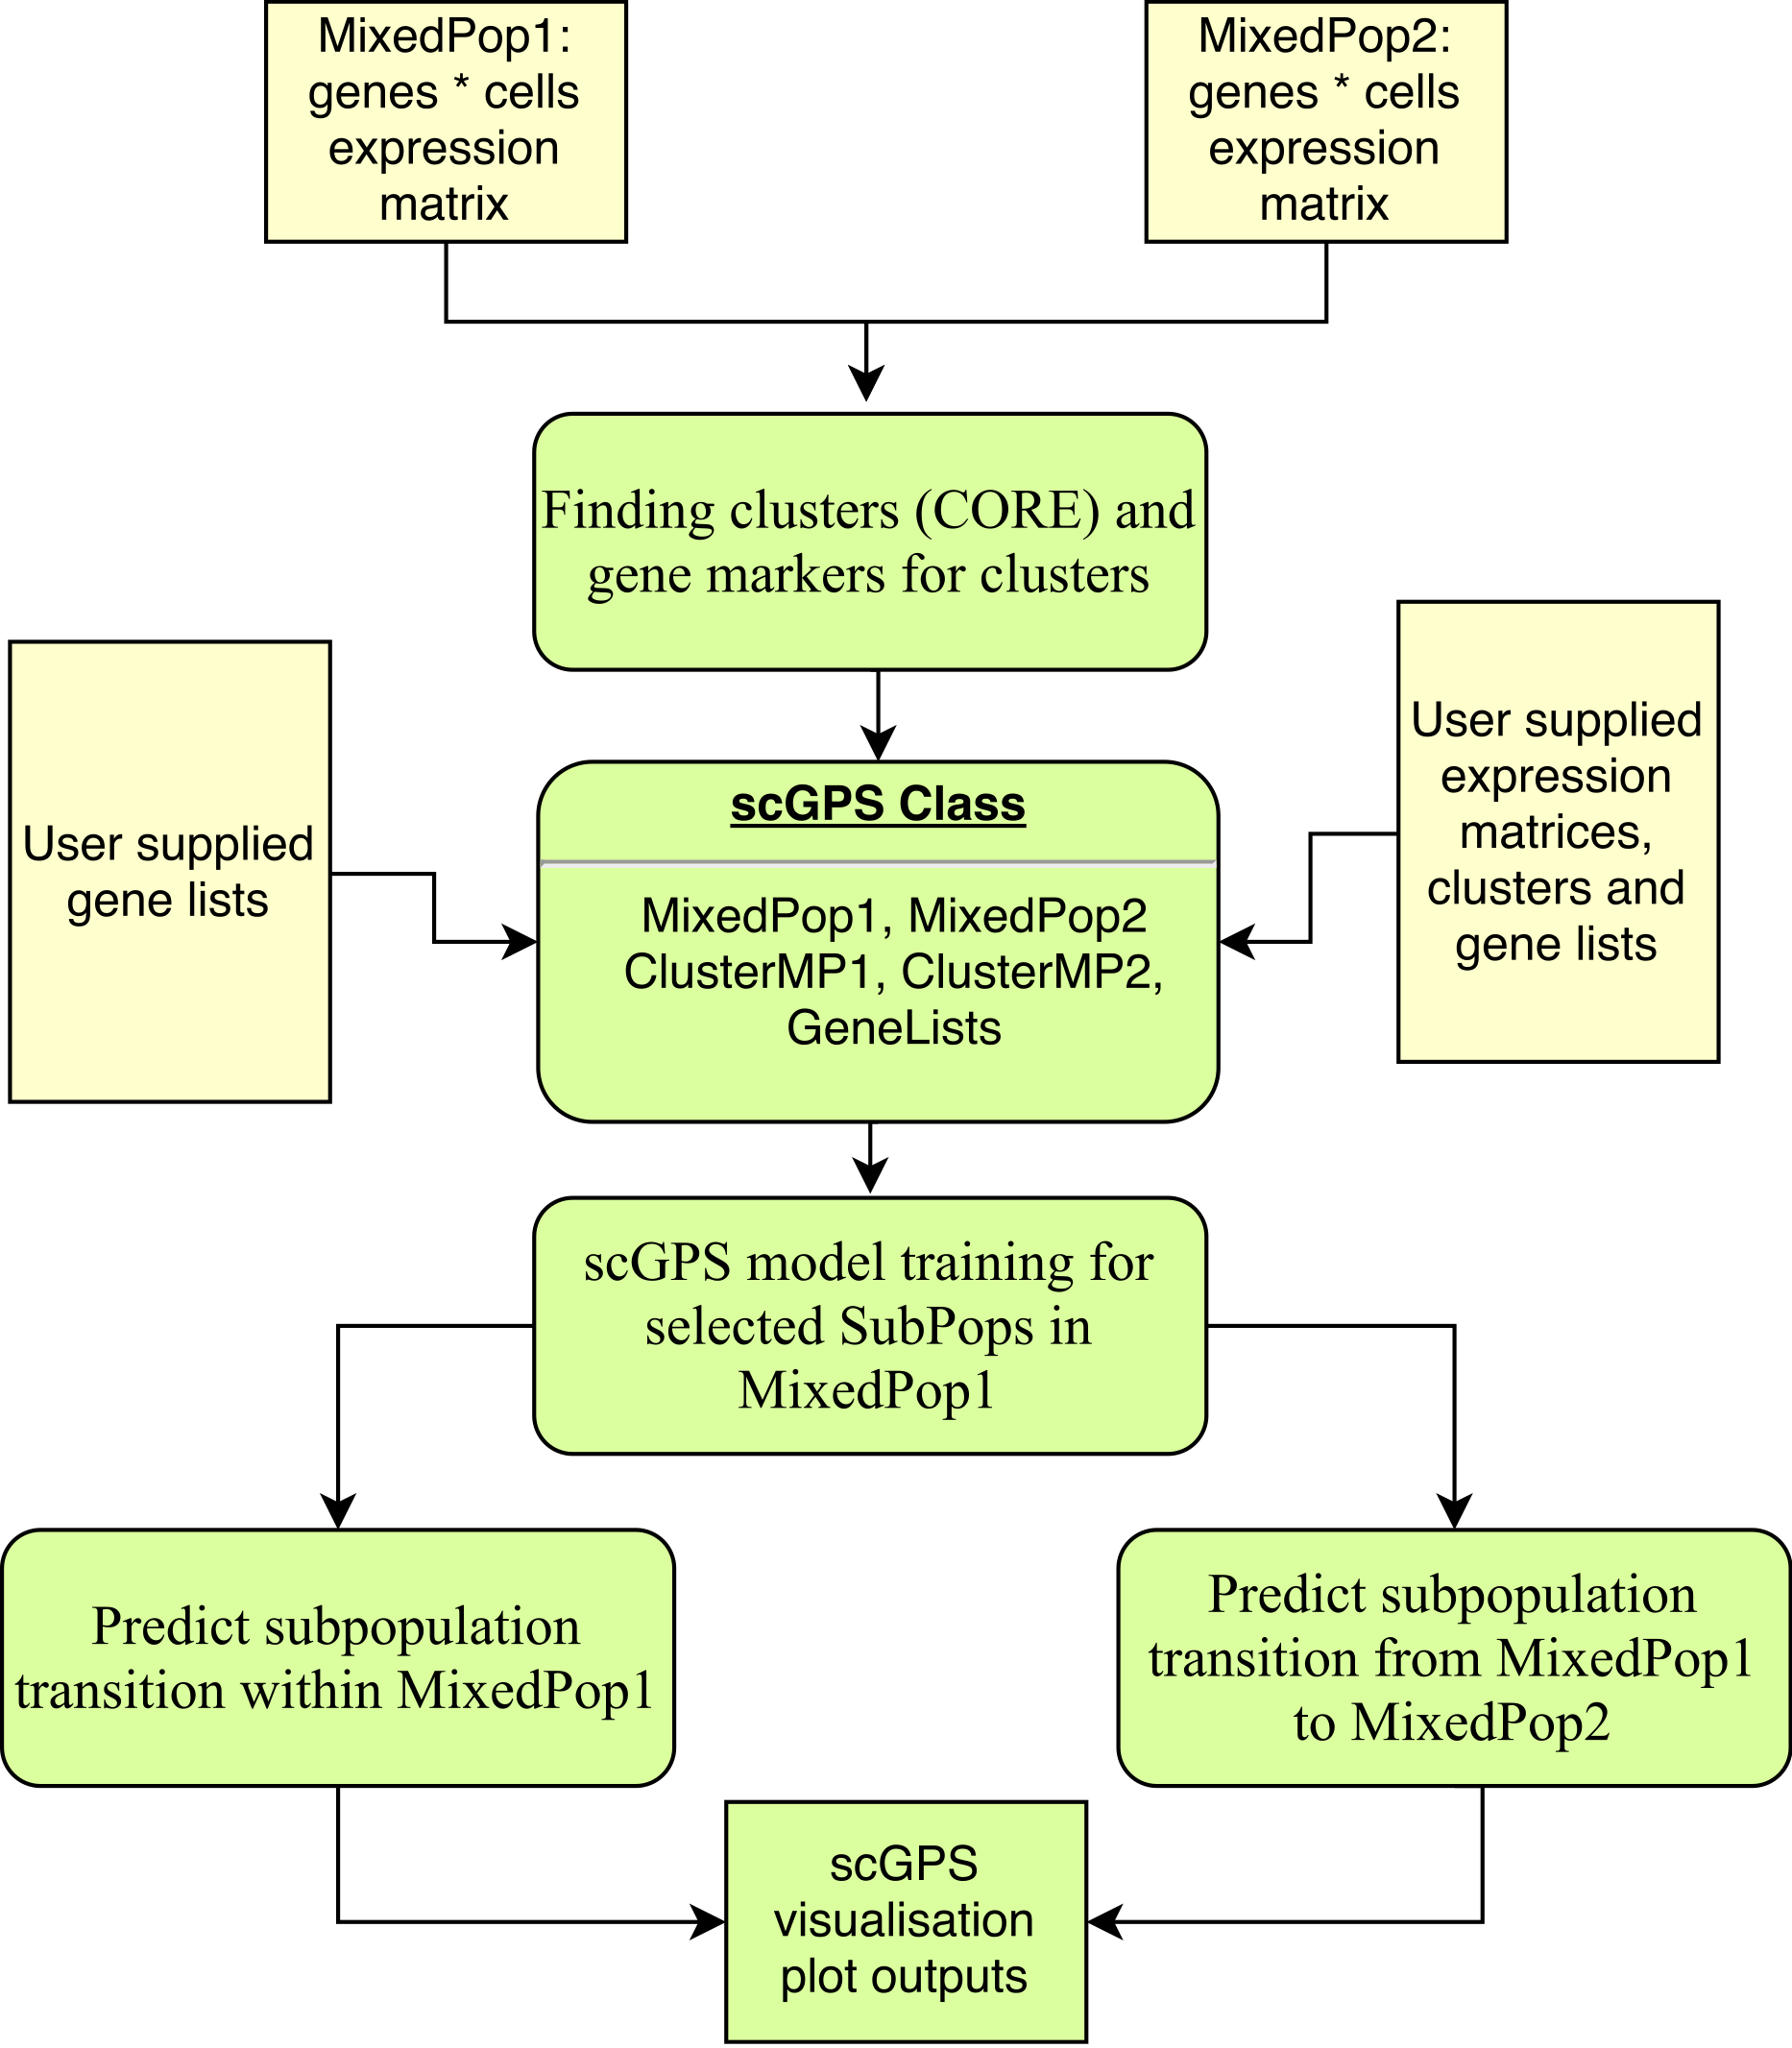 MixedPop1:
genes * cells
expression
matrix
MixedPop2:
genes * cells
expression
matrix
Finding clusters (CORE) and
gene markers for clusters
User supplied
gene lists
scGPS Class
MixedPop1, MixedPop2
ClusterMP1, ClusterMP2,
GeneLists
User supplied
expression
matrices,
clusters and
gene lists
scGPS model training for
selected SubPops in
MixedPop1
Predict subpopulation
transition within MixedPop1
Predict subpopulation
transition from MixedPop1
to MixedPop2
scGPS
visualisation
plot outputs